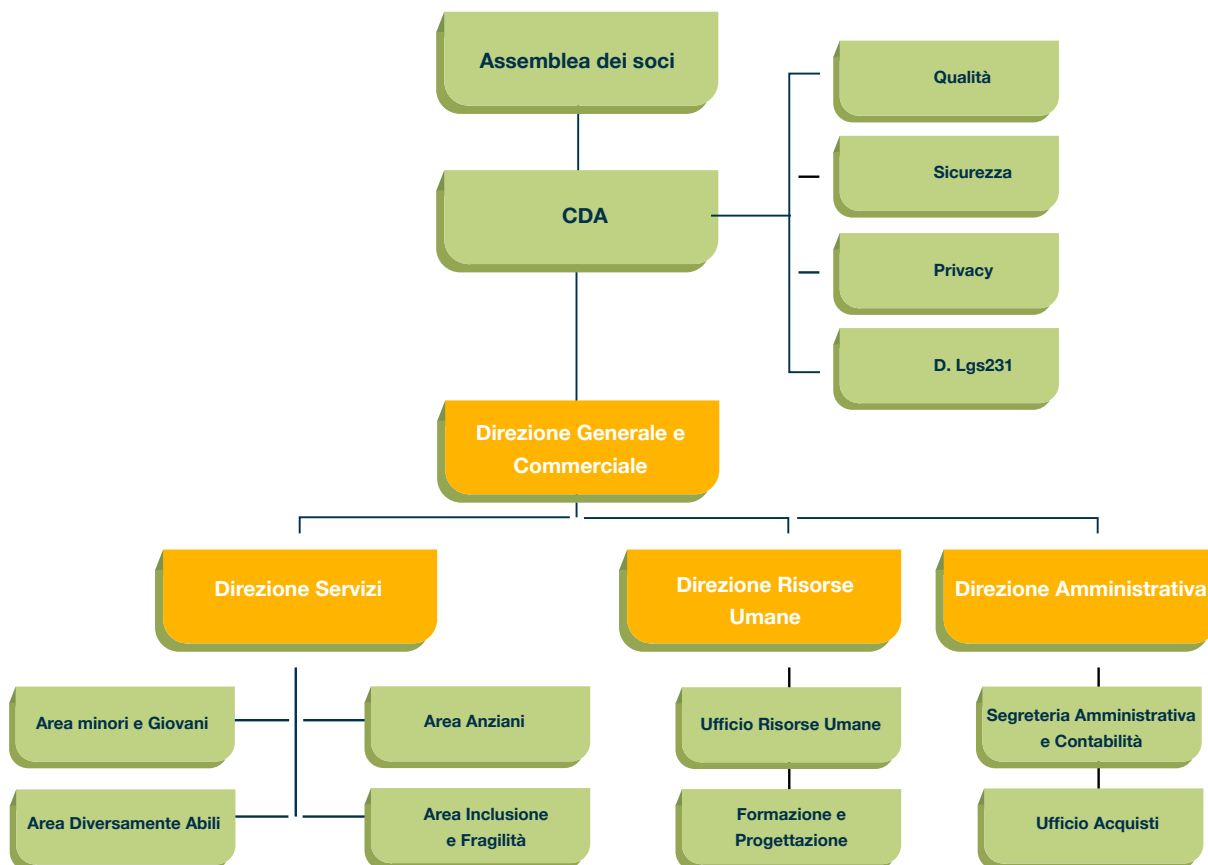 Assemblea dei soci
Qualità
Sicurezza
CDA
Privacy
D. Lgs231
Direzione Generale e
Commerciale
Direzione Servizi
Direzione Risorse
Umane
Direzione Amministrativa
Area minori e Giovani
Area Anziani
Ufficio Risorse Umane
Segreteria Amministrativa
e Contabilità
Area Diversamente Abili
Area Inclusione
e Fragilità
Formazione e
Progettazione
Ufficio Acquisti